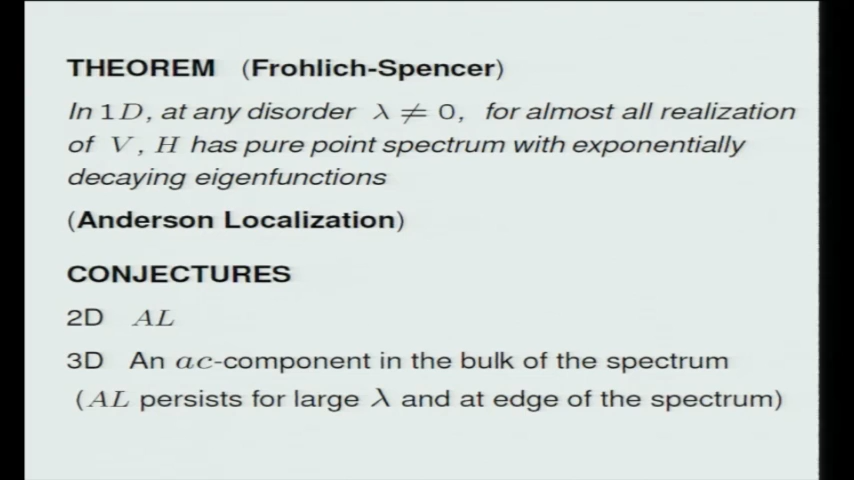 THEOREM (Frohlich-Spencer)
In 1D, at any disorder λ ≠ 0, for almost all realization
of V, H has pure point spectrum with exponentially
decaying eigenfunctions
(Anderson Localization)
CONJECTURES
2D AL
3D An ac-component in the bulk of the spectrum
(AL persists for large λ and at edge of the spectrum)